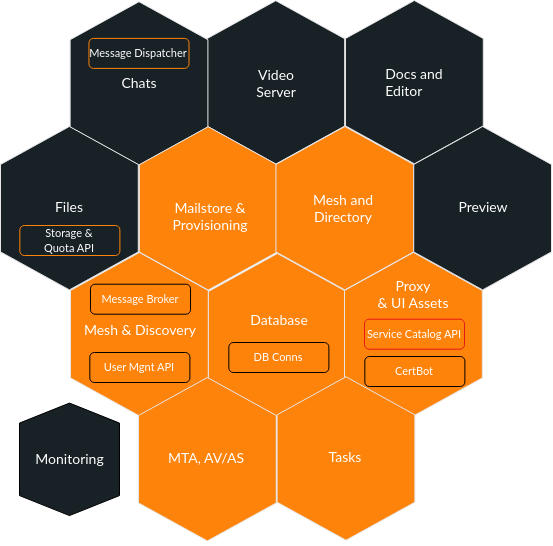 Message Dispatcher
Chats
Video
Server
Docs and
Editor
Files
Storage &
Quota API
Mailstore &
Provisioning
Mesh and
Directory
Preview
Message Broker
Mesh & Discovery
User Mgnt API
Database
DB Conns
Proxy
& UI Assets
Service Catalog API
CertBot
Monitoring
MTA, AV/AS
Tasks